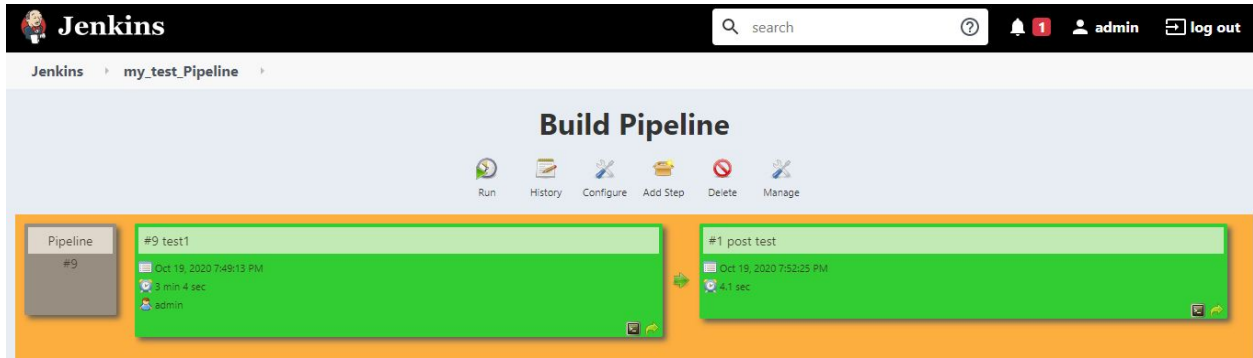 Jenkins
search
1
admin
log out
Jenkins
my_test_Pipeline
Build Pipeline
Run
History
Configure
Add Step
Delete
Manage
Pipeline
#9
#9 test1
Oct 19, 2020 7:49:13 PM
3 min 4 sec
admin
#1 post test
Oct 19, 2020 7:52:25 PM
4.1 sec